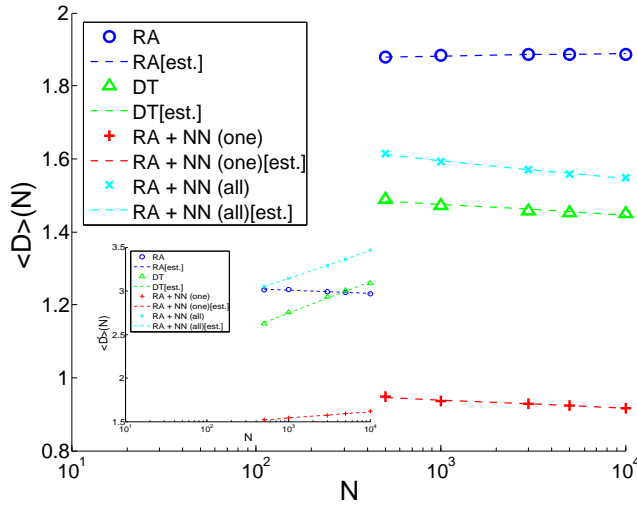 2
RA
RA[est.]
DT
DT[est.]
RA + NN (one)
RA + NN (one)[est.]
RA + NN (all)
RA + NN (all)[est.]
1.8
1.6
1.4
1.2
1
0.8
<D>(N)
10^1
10^2
10^3
10^4
N
3.5
RA
RA[est.]
DT
DT[est.]
RA + NN (one)
RA + NN (one)[est.]
RA + NN (all)
RA + NN (all)[est.]
3
2.5
2
1.5
<D>(N)
10^1
10^2
10^3
10^4
N